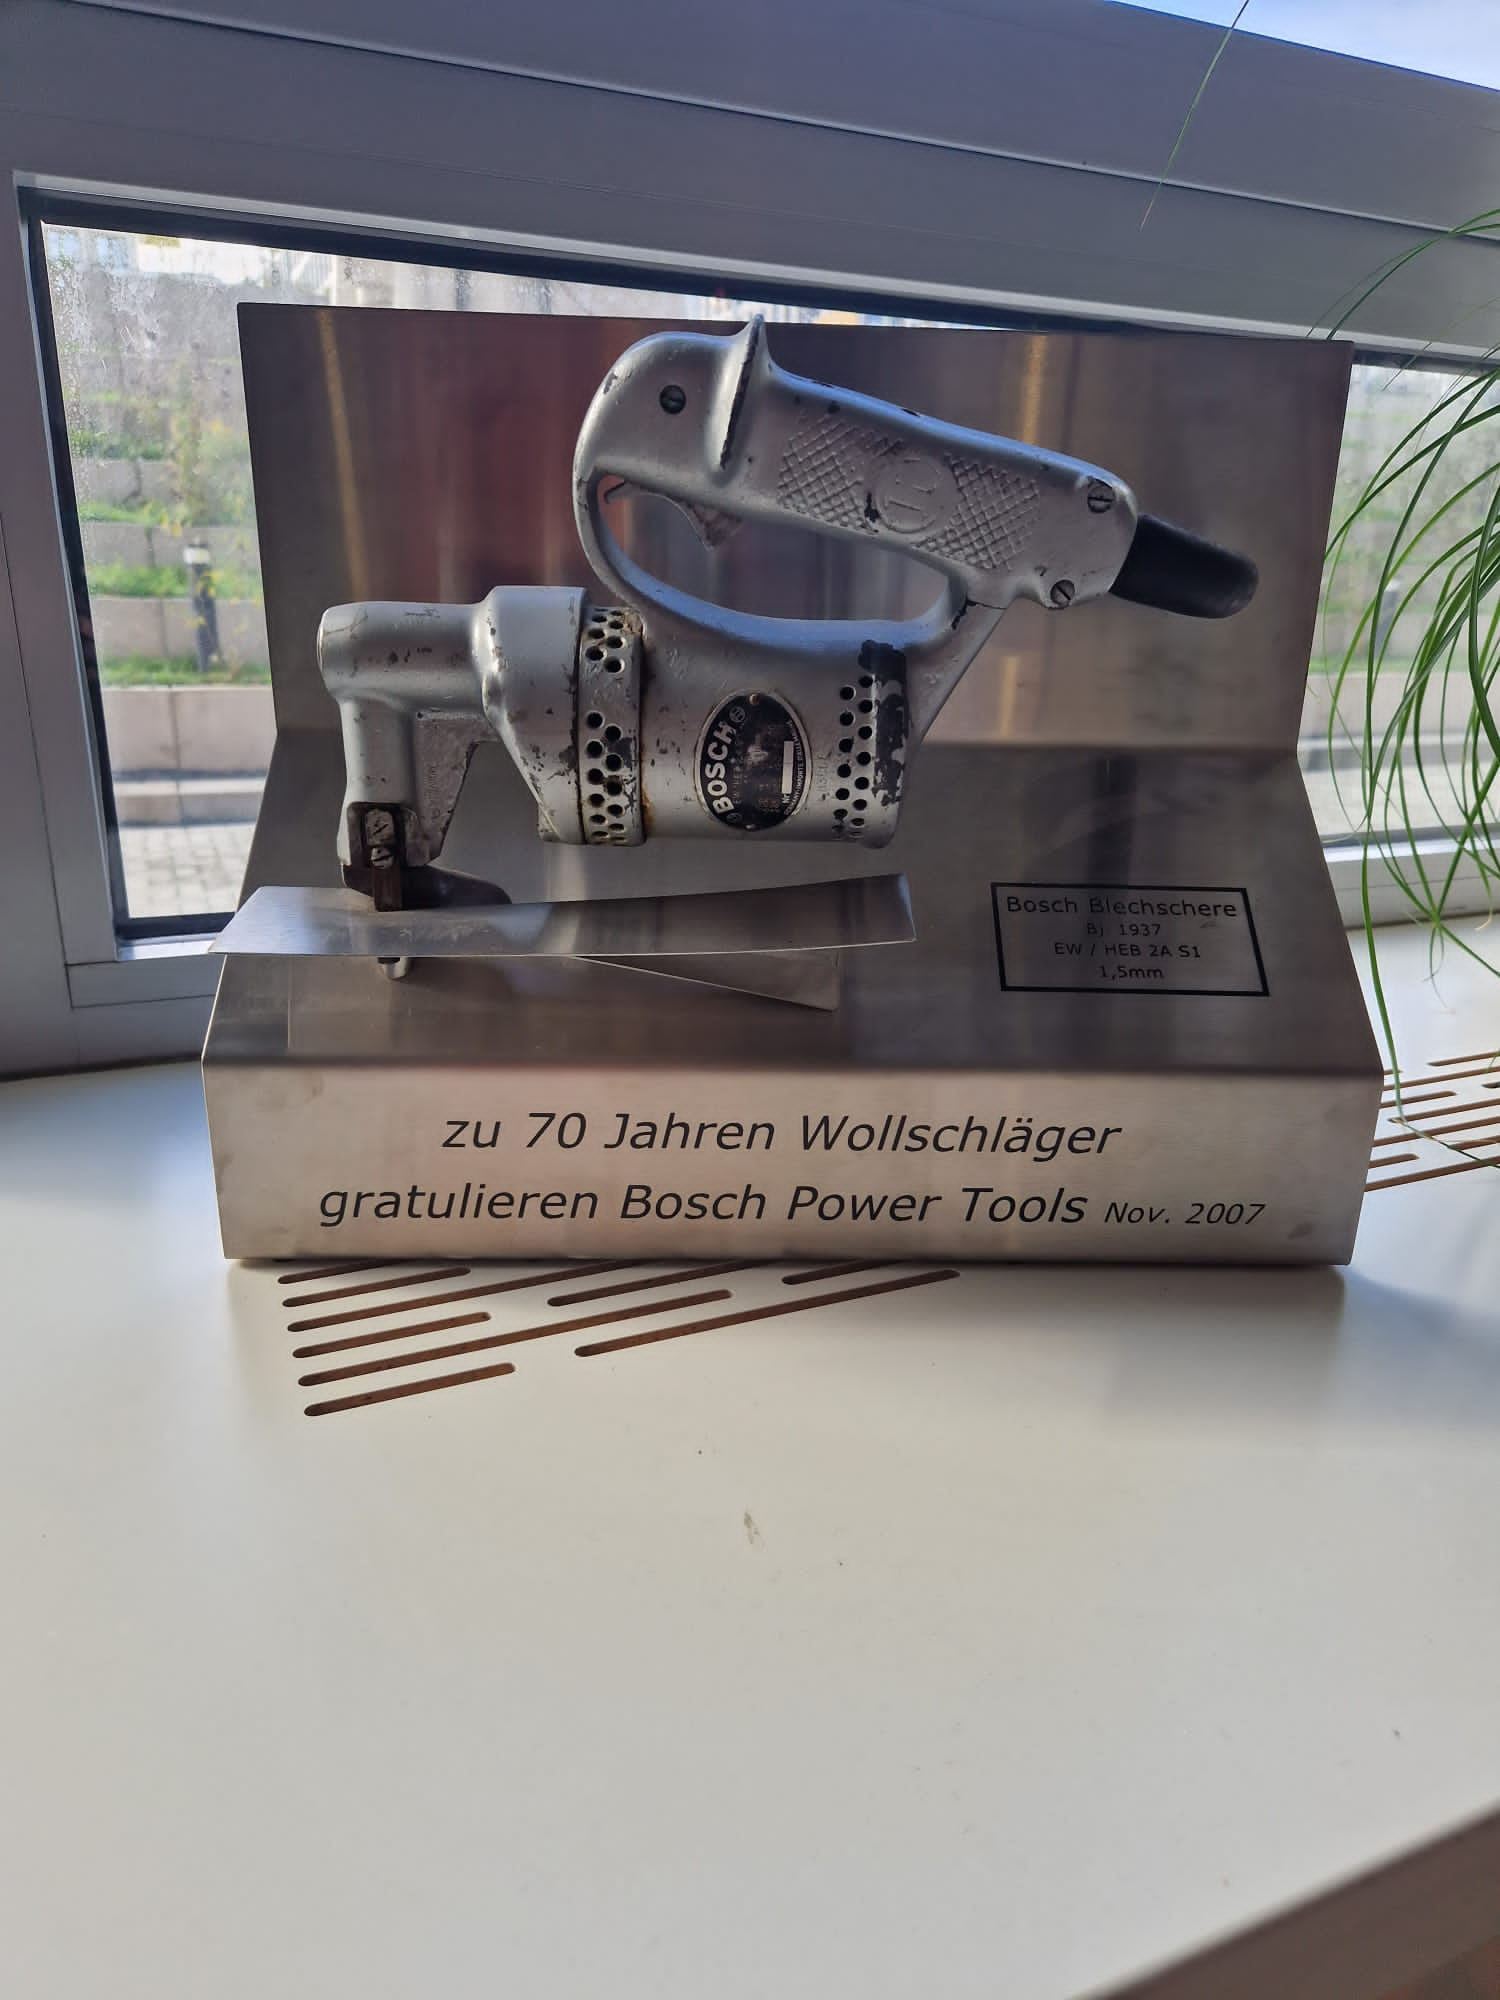 BOSCH
Bosch Blechschere
Bj 1937
EW / HEB 2A S1
1,5mm
zu 70 Jahren Wollschläger
gratulieren Bosch Power Tools Nov. 2007